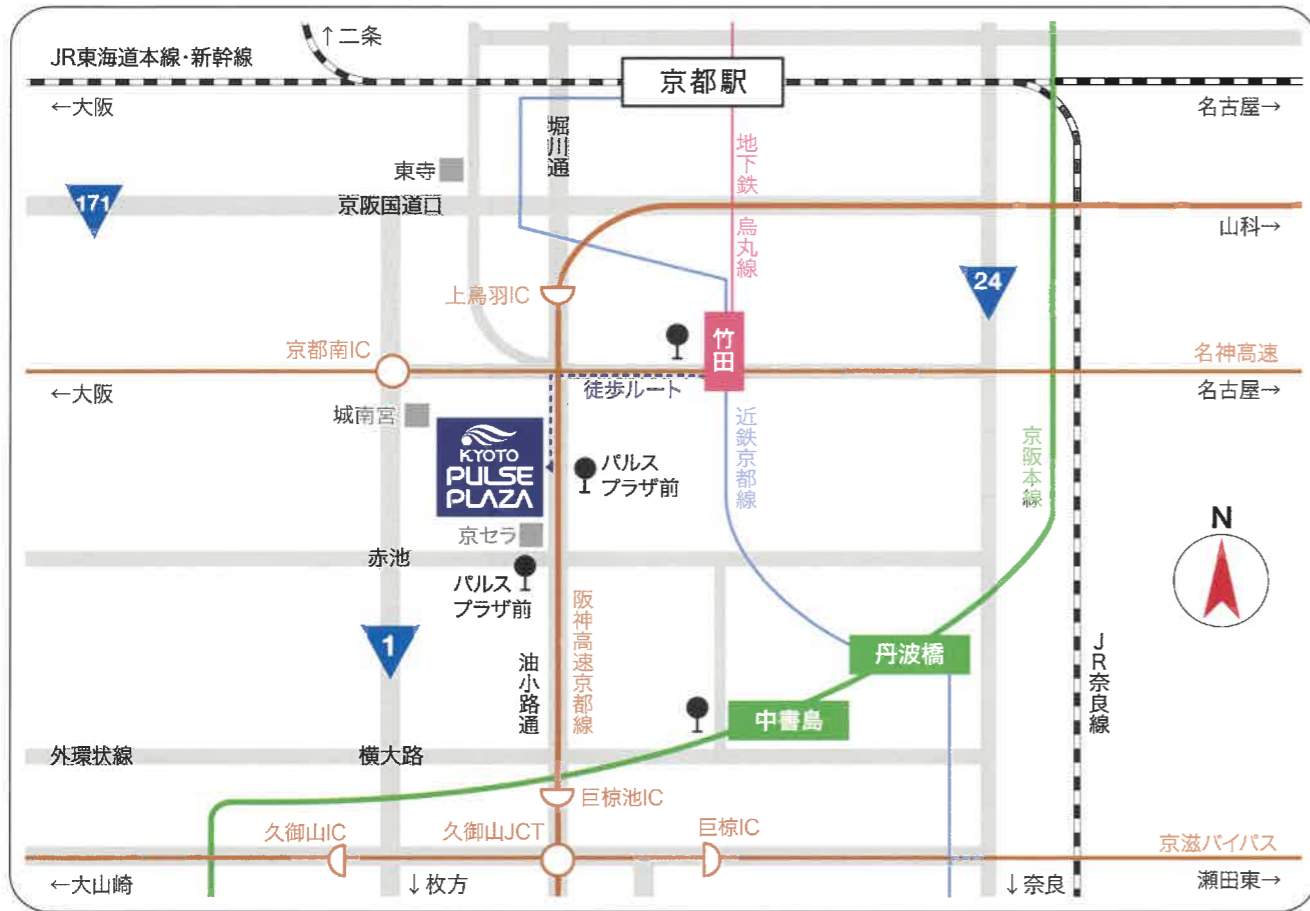 ↑二条
JR東海道本線・新幹線
京都駅
←大阪
名古屋→
堀川通
地下鉄 烏丸線
東寺
171
京阪国道口
山科→
24
上鳥羽IC
竹田
京都南IC
名神高速
←大阪
徒歩ルート
名古屋→
城南宮
KYOTO
PULSE
PLAZA
近鉄京都線
京阪本線
パルス
プラザ前
N
京セラ
赤池
パルス
プラザ前
阪神高速京都線
1
油小路通
丹波橋
JR奈良線
中書島
外環状線
横大路
巨椋池IC
久御山IC
久御山JCT
巨椋IC
京滋バイパス
←大山崎
↓枚方
↓奈良
瀬田東→